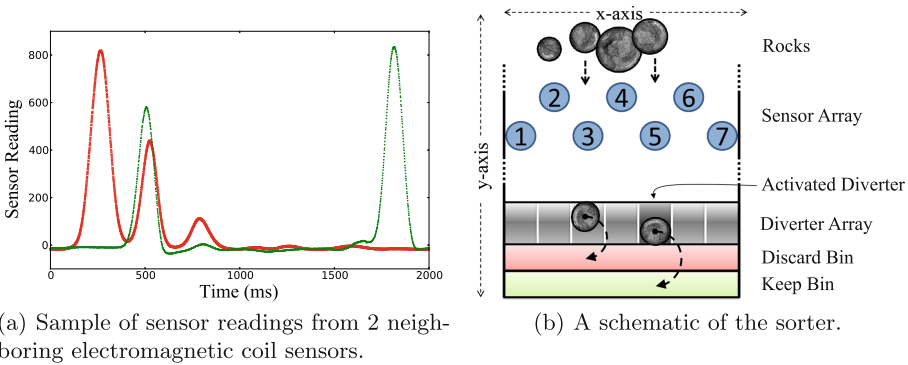 800
600
400
200
0
Sensor Reading
0
500
1000
1500
2000
Time (ms)
(a) Sample of sensor readings from 2 neigh-
boring electromagnetic coil sensors.
x-axis
y-axis
Rocks
2
4
6
1
3
5
7
Sensor Array
Activated Diverter
Diverter Array
Discard Bin
Keep Bin
(b) A schematic of the sorter.